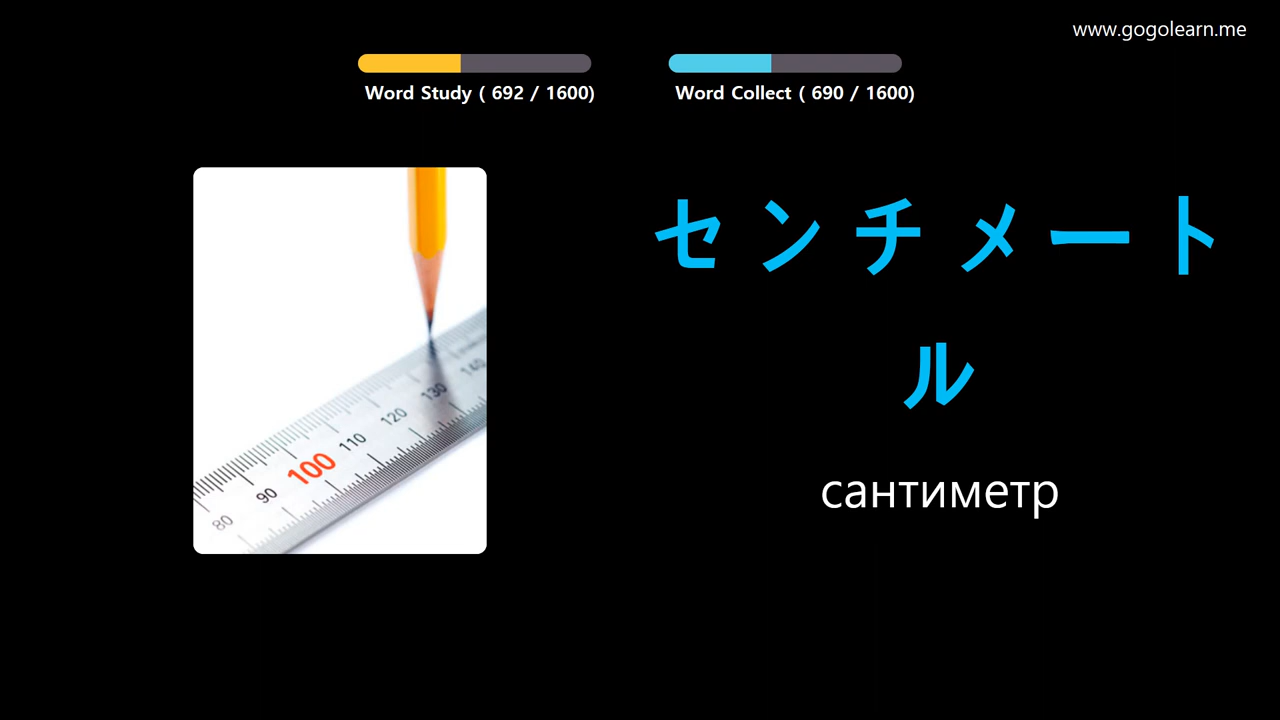 www.gogolearn.me
Word Study ( 692 / 1600)
Word Collect ( 690 / 1600)
センチメート
ル
сантиметр
80
90
100
110
120
130
140